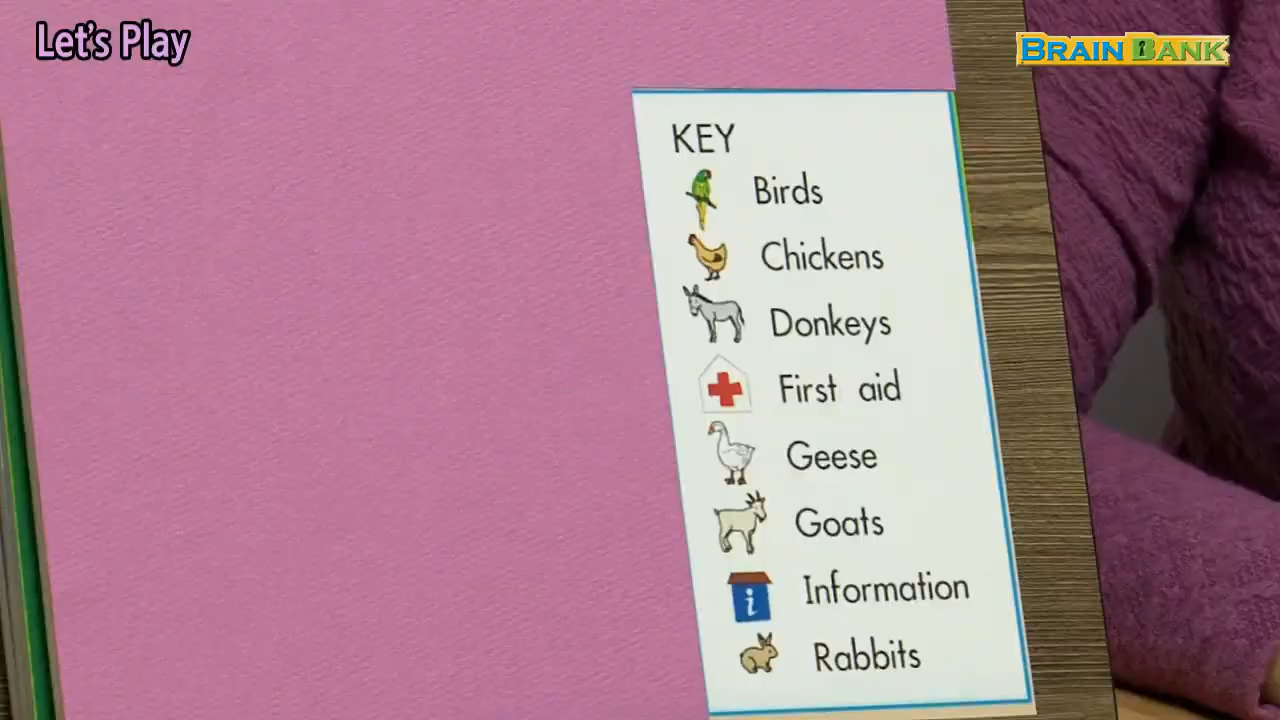 Let's Play
BRAIN BANK
KEY
Birds
Chickens
Donkeys
First aid
Geese
Goats
i Information
Rabbits